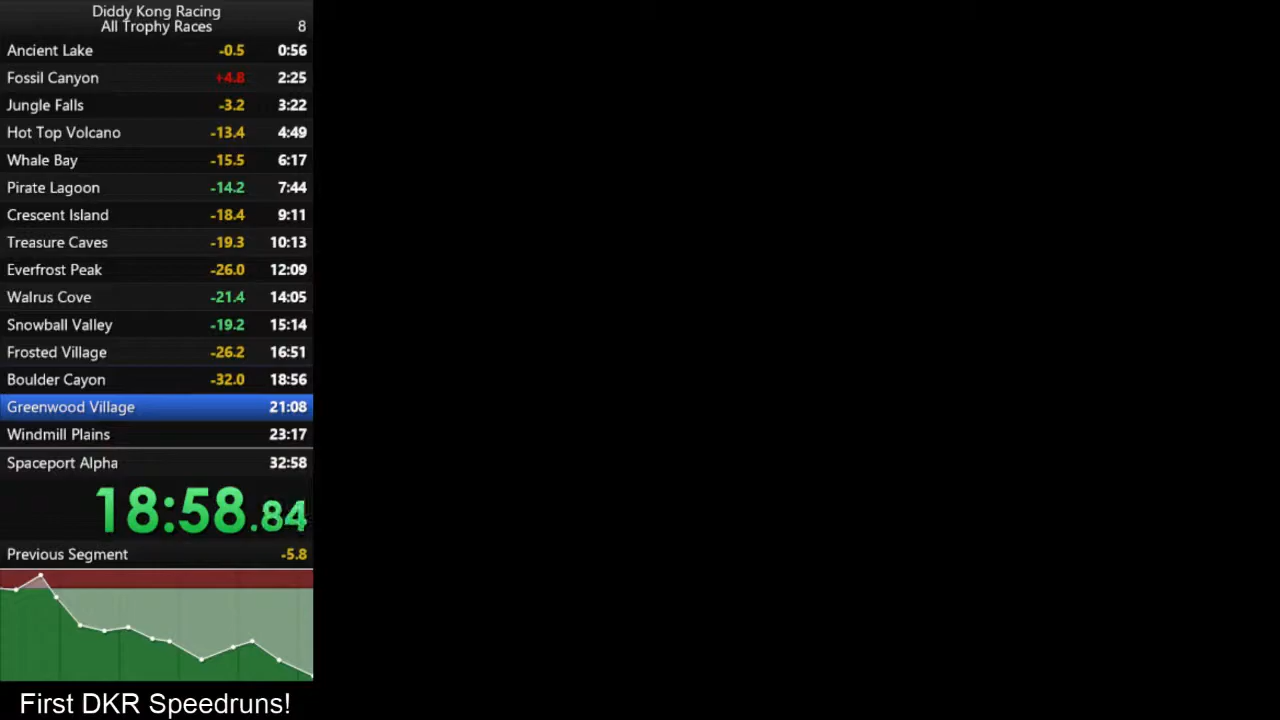 Diddy Kong Racing
All Trophy Races 8
Ancient Lake -0.5 0:56
Fossil Canyon +4.8 2:25
Jungle Falls -3.2 3:22
Hot Top Volcano -13.4 4:49
Whale Bay -15.5 6:17
Pirate Lagoon -14.2 7:44
Crescent Island -18.4 9:11
Treasure Caves -19.3 10:13
Everfrost Peak -26.0 12:09
Walrus Cove -21.4 14:05
Snowball Valley -19.2 15:14
Frosted Village -26.2 16:51
Boulder Cayon -32.0 18:56
Greenwood Village 21:08
Windmill Plains 23:17
Spaceport Alpha 32:58
18:58.84
Previous Segment -5.8
First DKR Speedruns!